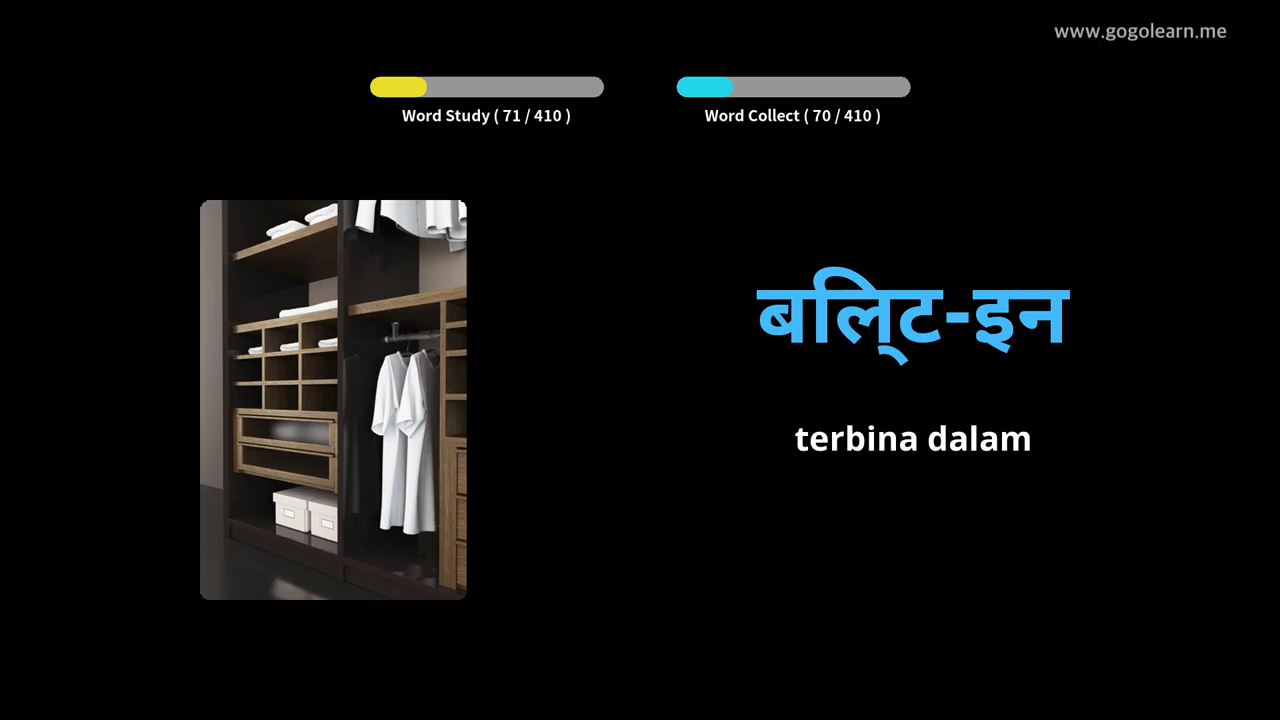 www.gogolearn.me
Word Study ( 71 / 410 )
Word Collect ( 70 / 410 )
बिल्ट-इन
terbina dalam